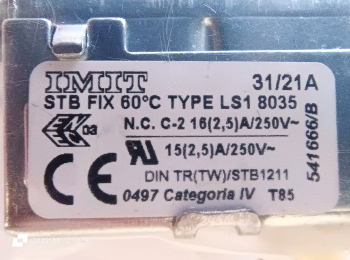 IMIT 31/21A
STB FIX 60°C TYPE LS1 8035
03 N.C. C-2 16(2,5)A/250V~
15(2,5)A/250V~
DIN TR(TW)/STB1211
0497 Categoria IV T85
541666/B